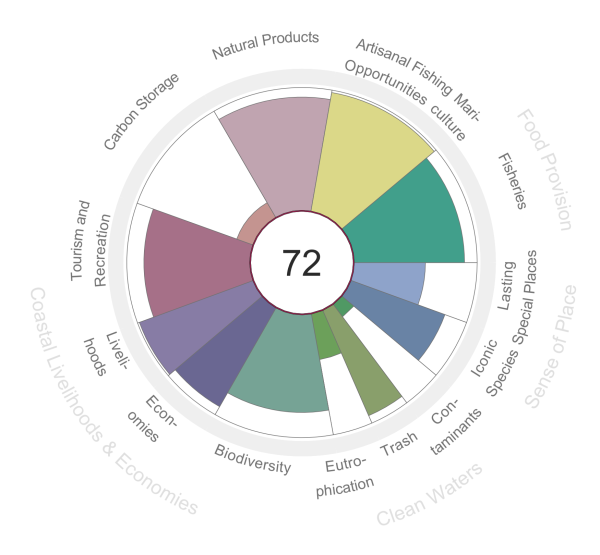 Natural Products
Artisanal Fishing
Opportunities
Mari-
culture
Carbon Storage
Food Provision
Fisheries
Tourism and
Recreation
72
Lasting
Special Places
Iconic
Species
Sense of Place
Coastal Livelihoods & Economies
Liveli-
hoods
Econ-
omies
Biodiversity
Eutro-
phication
Trash
Con-
taminants
Clean Waters